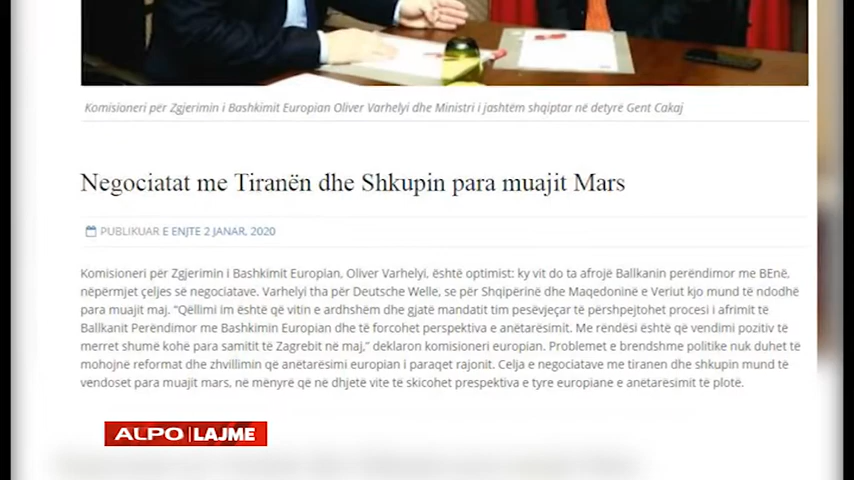 Komisioneri për Zgjerimin i Bashkimit Europian Oliver Varhelyi dhe Ministri i jashtëm shqiptar në detyrë Gent Cakaj
Negociatat me Tiranën dhe Shkupin para muajit Mars
PUBLIKUAR E ENJTE 2 JANAR, 2020
Komisioneri për Zgjerimin i Bashkimit Europian, Oliver Varhelyi, është optimist: ky vit do ta afrojë Ballkanin perëndimor me BEnë,
nëpërmjet çeljes së negociatave. Varhelyi tha për Deutsche Welle, se për Shqipërinë dhe Maqedoninë e Veriut kjo mund të ndodhë
para muajit maj. "Qëllimi im është që vitin e ardhshëm dhe gjatë mandatit tim pesëvjeçar të përshpejtohet procesi i afrimit të
Ballkanit Perëndimor me Bashkimin Europian dhe të forcohet perspektiva e anëtarësimit. Me rëndësi është që vendimi pozitiv të
merret shumë kohë para samitit të Zagrebit në maj," deklaron komisioneri europian. Problemet e brendshme politike nuk duhet të
mohojnë reformat dhe zhvillimin që anëtarësimi europian i paraqet rajonit. Celja e negociatave me tiranen dhe shkupin mund të
vendoset para muajit mars, në mënyrë që në dhjetë vite të skicohet prespektiva e tyre europiane e anëtarësimit të plotë.
ALPO LAJME